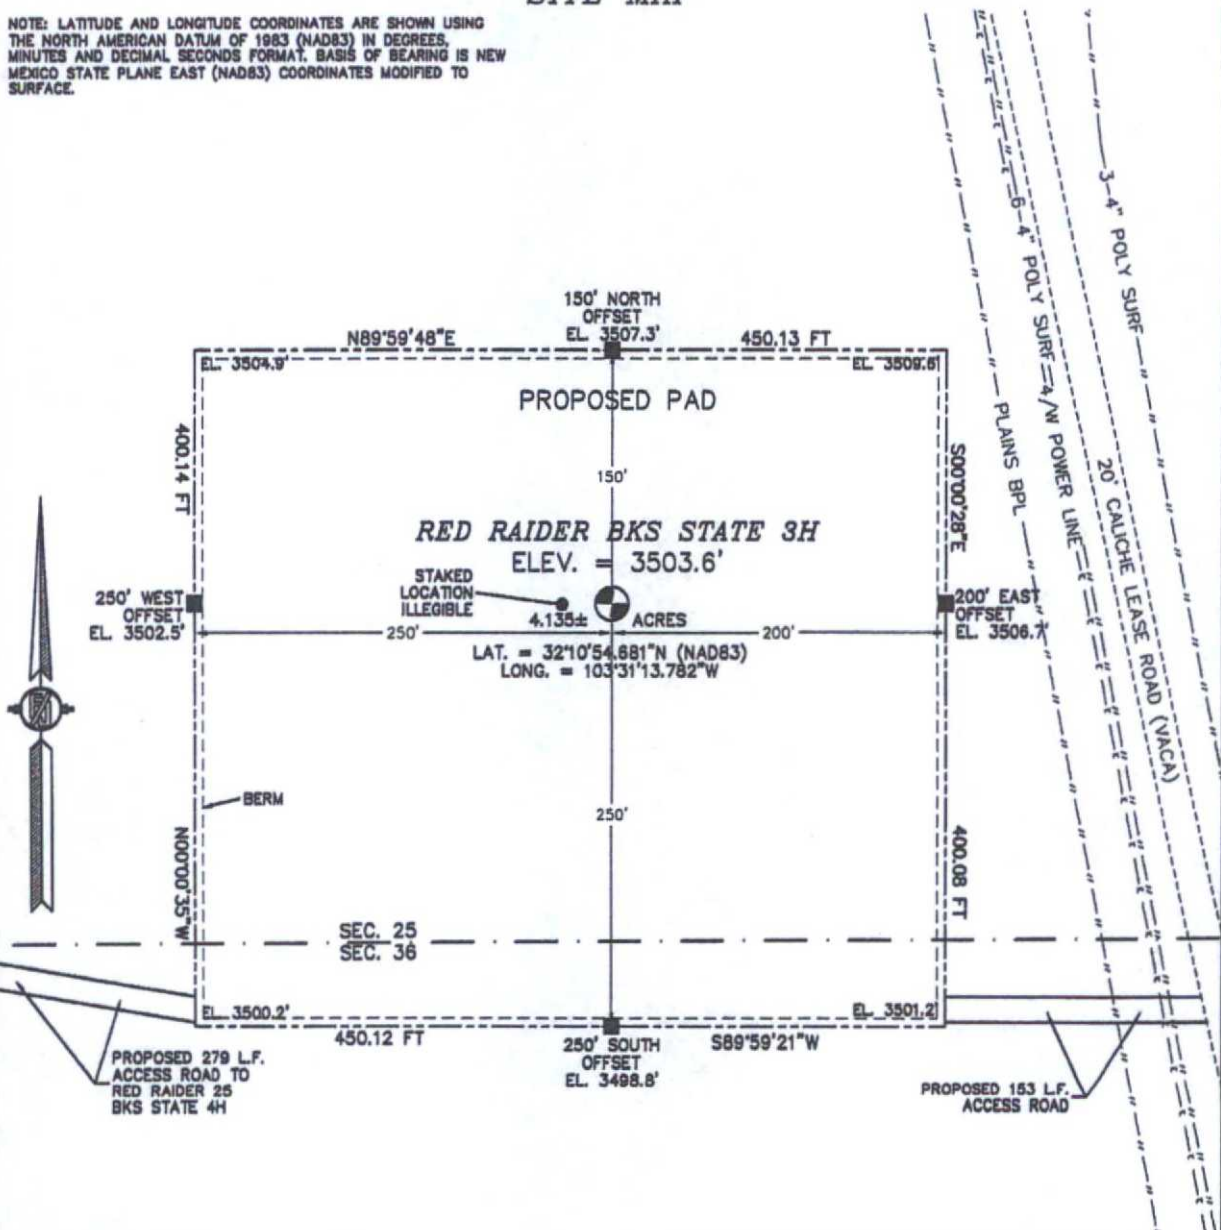 SITE MAP
NOTE: LATITUDE AND LONGITUDE COORDINATES ARE SHOWN USING
THE NORTH AMERICAN DATUM OF 1983 (NAD83) IN DEGREES,
MINUTES AND DECIMAL SECONDS FORMAT. BASIS OF BEARING IS NEW
MEXICO STATE PLANE EAST (NAD83) COORDINATES MODIFIED TO
SURFACE.
3-4" POLY SURF
6-4" POLY SURF
4/W POWER LINE
PLAINS BPL
20' CALICHE LEASE ROAD (VACA)
150' NORTH
OFFSET
EL. 3507.3'
N89°59'48"E
450.13 FT
EL. 3504.9'
EL. 3509.6'
PROPOSED PAD
400.14 FT
S00°00'28"E
150'
RED RAIDER BKS STATE 3H
ELEV. = 3503.6'
STAKED
LOCATION
ILLEGIBLE
250' WEST
OFFSET
EL. 3502.5'
200' EAST
OFFSET
EL. 3506.7'
4.135± ACRES
250'
200'
LAT. = 32°10'54.681"N (NAD83)
LONG. = 103°31'13.782"W
BERM
250'
N00°00'35"W
400.08 FT
SEC. 25
SEC. 36
EL. 3500.2'
EL. 3501.2'
450.12 FT
S89°59'21"W
250' SOUTH
OFFSET
EL. 3498.8'
PROPOSED 279 L.F.
ACCESS ROAD TO
RED RAIDER 25
BKS STATE 4H
PROPOSED 153 L.F.
ACCESS ROAD